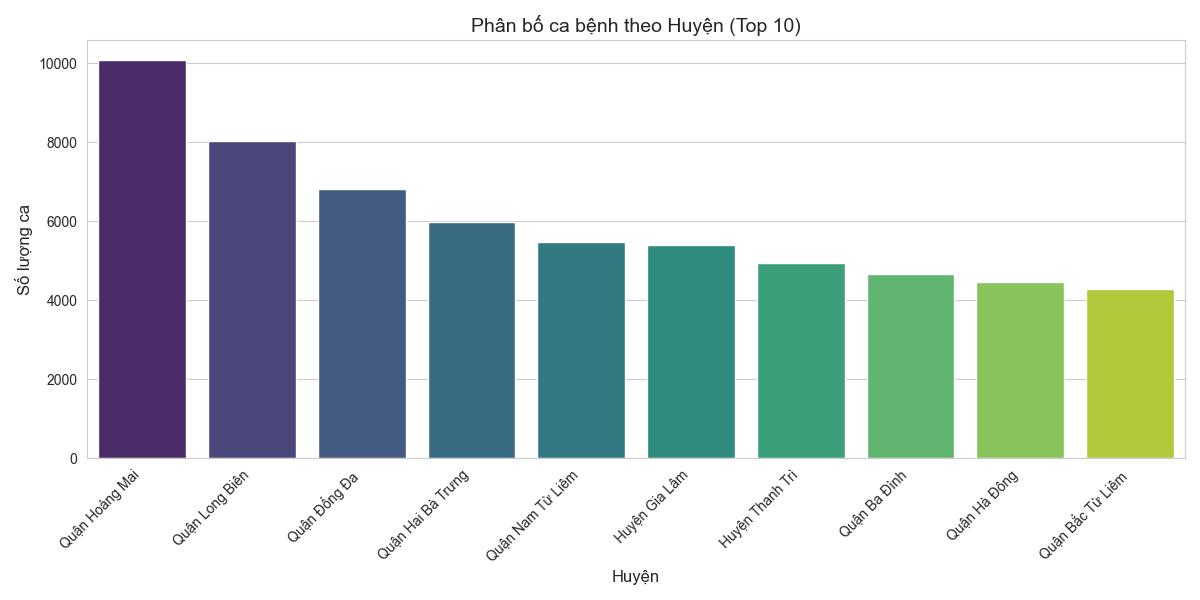 Phân bố ca bệnh theo Huyện (Top 10)
Số lượng ca
10000
8000
6000
4000
2000
0
Quận Hoàng Mai
Quận Long Biên
Quận Đống Đa
Quận Hai Bà Trưng
Quận Nam Từ Liêm
Huyện Gia Lâm
Huyện Thanh Trì
Quận Ba Đình
Quận Hà Đông
Quận Bắc Từ Liêm
Huyện